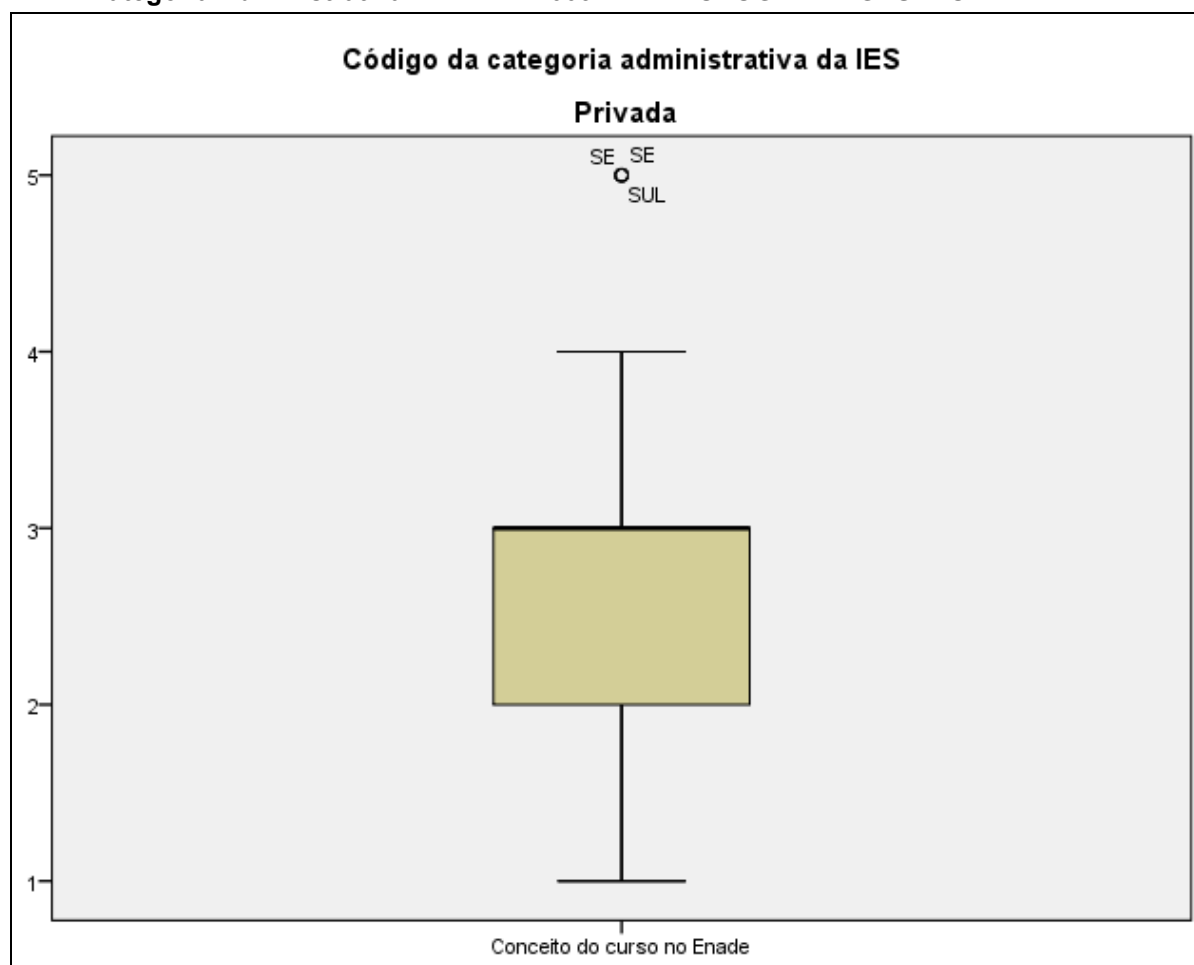 Código da categoria administrativa da IES
Privada
SE SE
5
SUL
4
3
2
1
Conceito do curso no Enade